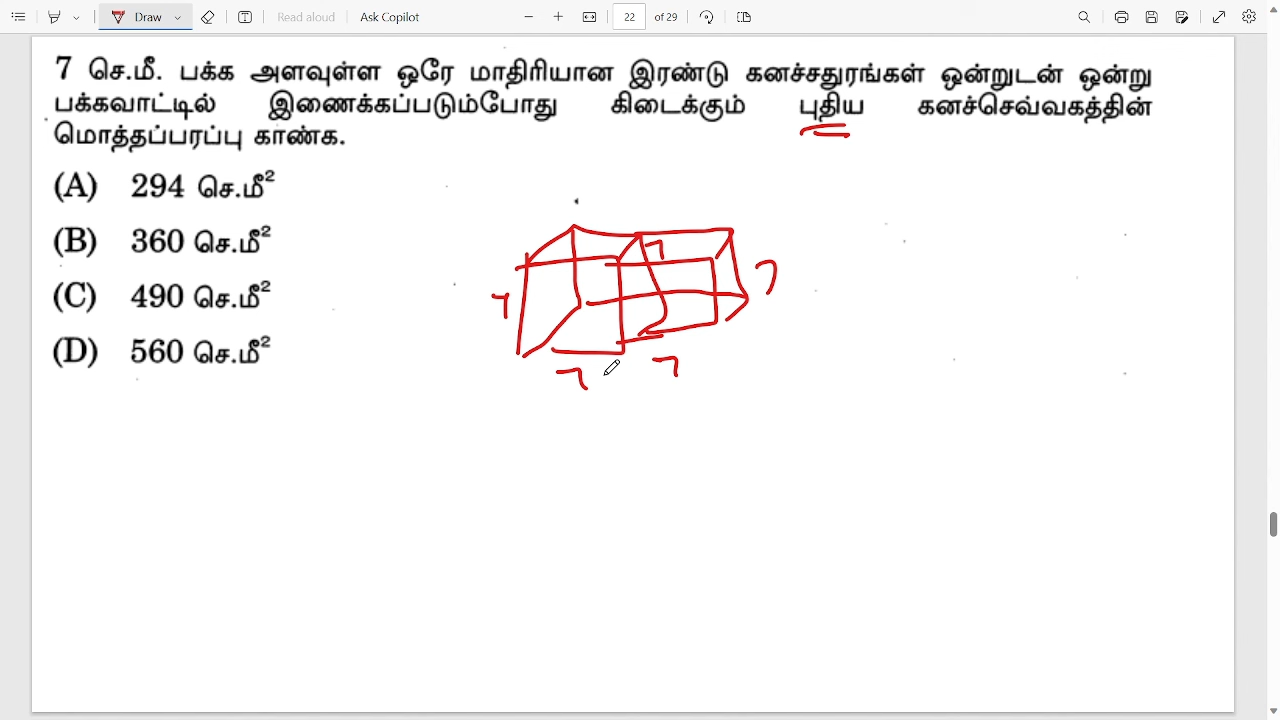 Draw
Read aloud
Ask Copilot
22 of 29
7 செ.மீ. பக்க அளவுள்ள ஒரே மாதிரியான இரண்டு கனச்சதுரங்கள் ஒன்றுடன் ஒன்று
பக்கவாட்டில் இணைக்கப்படும்போது கிடைக்கும் புதிய கனச்செவ்வகத்தின்
மொத்தப்பரப்பு காண்க.
(A) 294 செ.மீ²
(B) 360 செ.மீ²
(C) 490 செ.மீ²
(D) 560 செ.மீ²
7
7 7
7 7